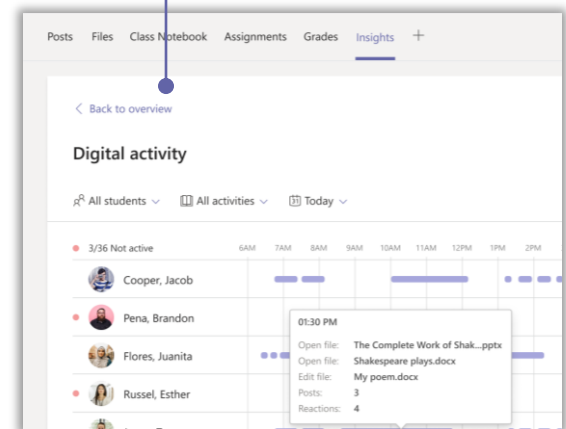 Posts Files Class Notebook Assignments Grades Insights
Back to overview
Digital activity
All students All activities 31 Today
3/36 Not active 6AM 7AM 8AM 9AM 10AM 11AM 12PM 1PM 2PM
Cooper, Jacob
Pena, Brandon
01:30 PM
Open file: The Complete Work of Shak...pptx
Flores, Juanita
Open file: Shakespeare plays.docx
Edit file: My poem.docx
Russel, Esther
Posts: 3
Reactions: 4